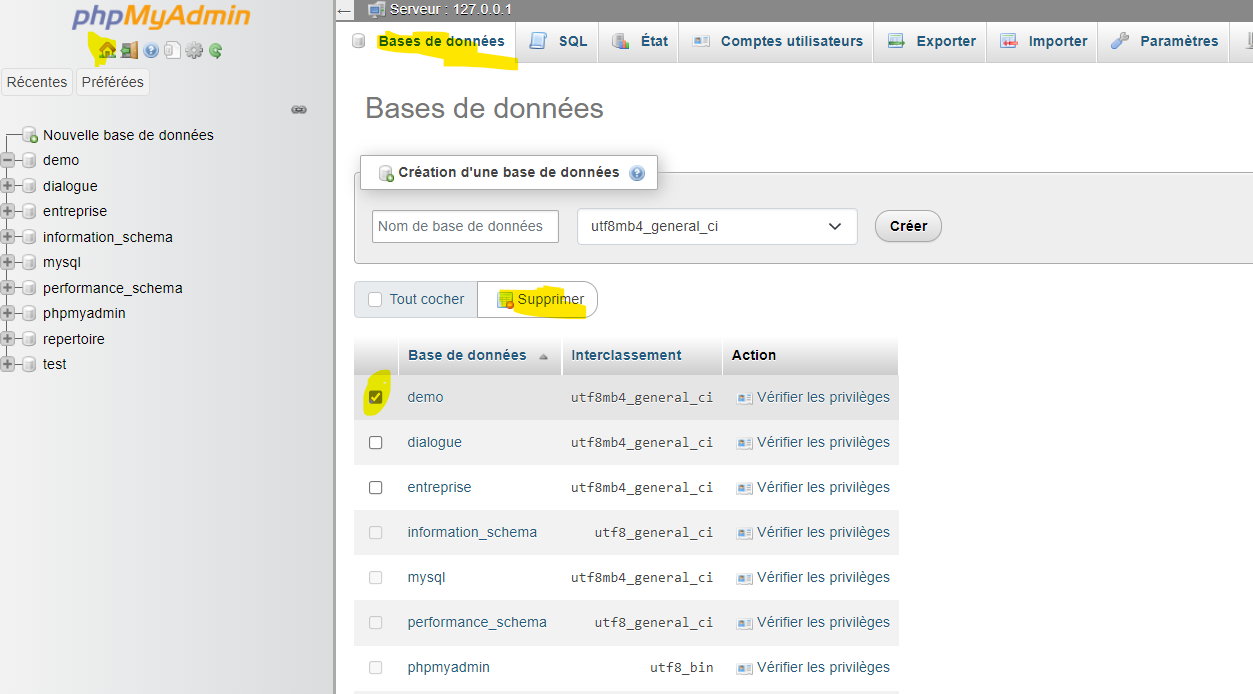 phpMyAdmin
Récentes Préférées
Nouvelle base de données
demo
dialogue
entreprise
information_schema
mysql
performance_schema
phpmyadmin
repertoire
test
Serveur : 127.0.0.1
Bases de données SQL État Comptes utilisateurs Exporter Importer Paramètres
Bases de données
Création d'une base de données
Nom de base de données utf8mb4_general_ci Créer
Tout cocher Supprimer
Base de données Interclassement Action
demo utf8mb4_general_ci Vérifier les privilèges
dialogue utf8mb4_general_ci Vérifier les privilèges
entreprise utf8mb4_general_ci Vérifier les privilèges
information_schema utf8_general_ci Vérifier les privilèges
mysql utf8mb4_general_ci Vérifier les privilèges
performance_schema utf8_general_ci Vérifier les privilèges
phpmyadmin utf8_bin Vérifier les privilèges